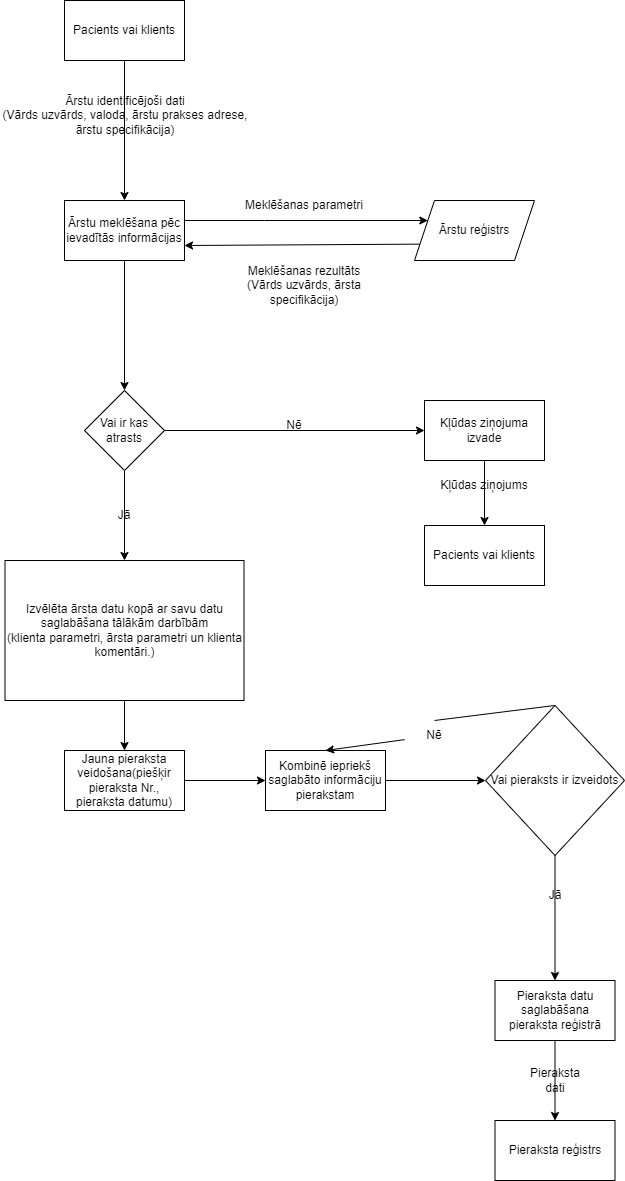 Pacients vai klients
Ārstu identificējoši dati
(Vārds uzvārds, valoda, ārstu prakses adrese,
ārstu specifikācija)
Ārstu meklēšana pēc
ievadītās informācijas
Meklēšanas parametri
Ārstu reģistrs
Meklēšanas rezultāts
(Vārds uzvārds, ārsta
specifikācija)
Vai ir kas
atrasts
Nē
Kļūdas ziņojuma
izvade
Kļūdas ziņojums
Pacients vai klients
Jā
Izvēlēta ārsta datu kopā ar savu datu
saglabāšana tālākām darbībām
(klienta parametri, ārsta parametri un klienta
komentāri.)
Jauna pieraksta
veidošana(piešķir
pieraksta Nr.,
pieraksta datumu)
Kombinē iepriekš
saglabāto informāciju
pierakstam
Nē
Vai pieraksts ir izveidots
Jā
Pieraksta datu
saglabāšana
pieraksta reģistrā
Pieraksta
dati
Pieraksta reģistrs